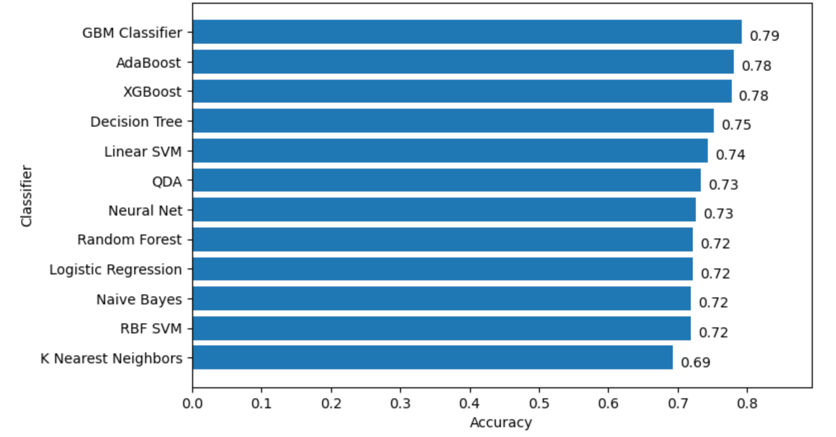 GBM Classifier 0.79
AdaBoost 0.78
XGBoost 0.78
Decision Tree 0.75
Linear SVM 0.74
QDA 0.73
Neural Net 0.73
Random Forest 0.72
Logistic Regression 0.72
Naive Bayes 0.72
RBF SVM 0.72
K Nearest Neighbors 0.69
Classifier
0.0 0.1 0.2 0.3 0.4 0.5 0.6 0.7 0.8
Accuracy